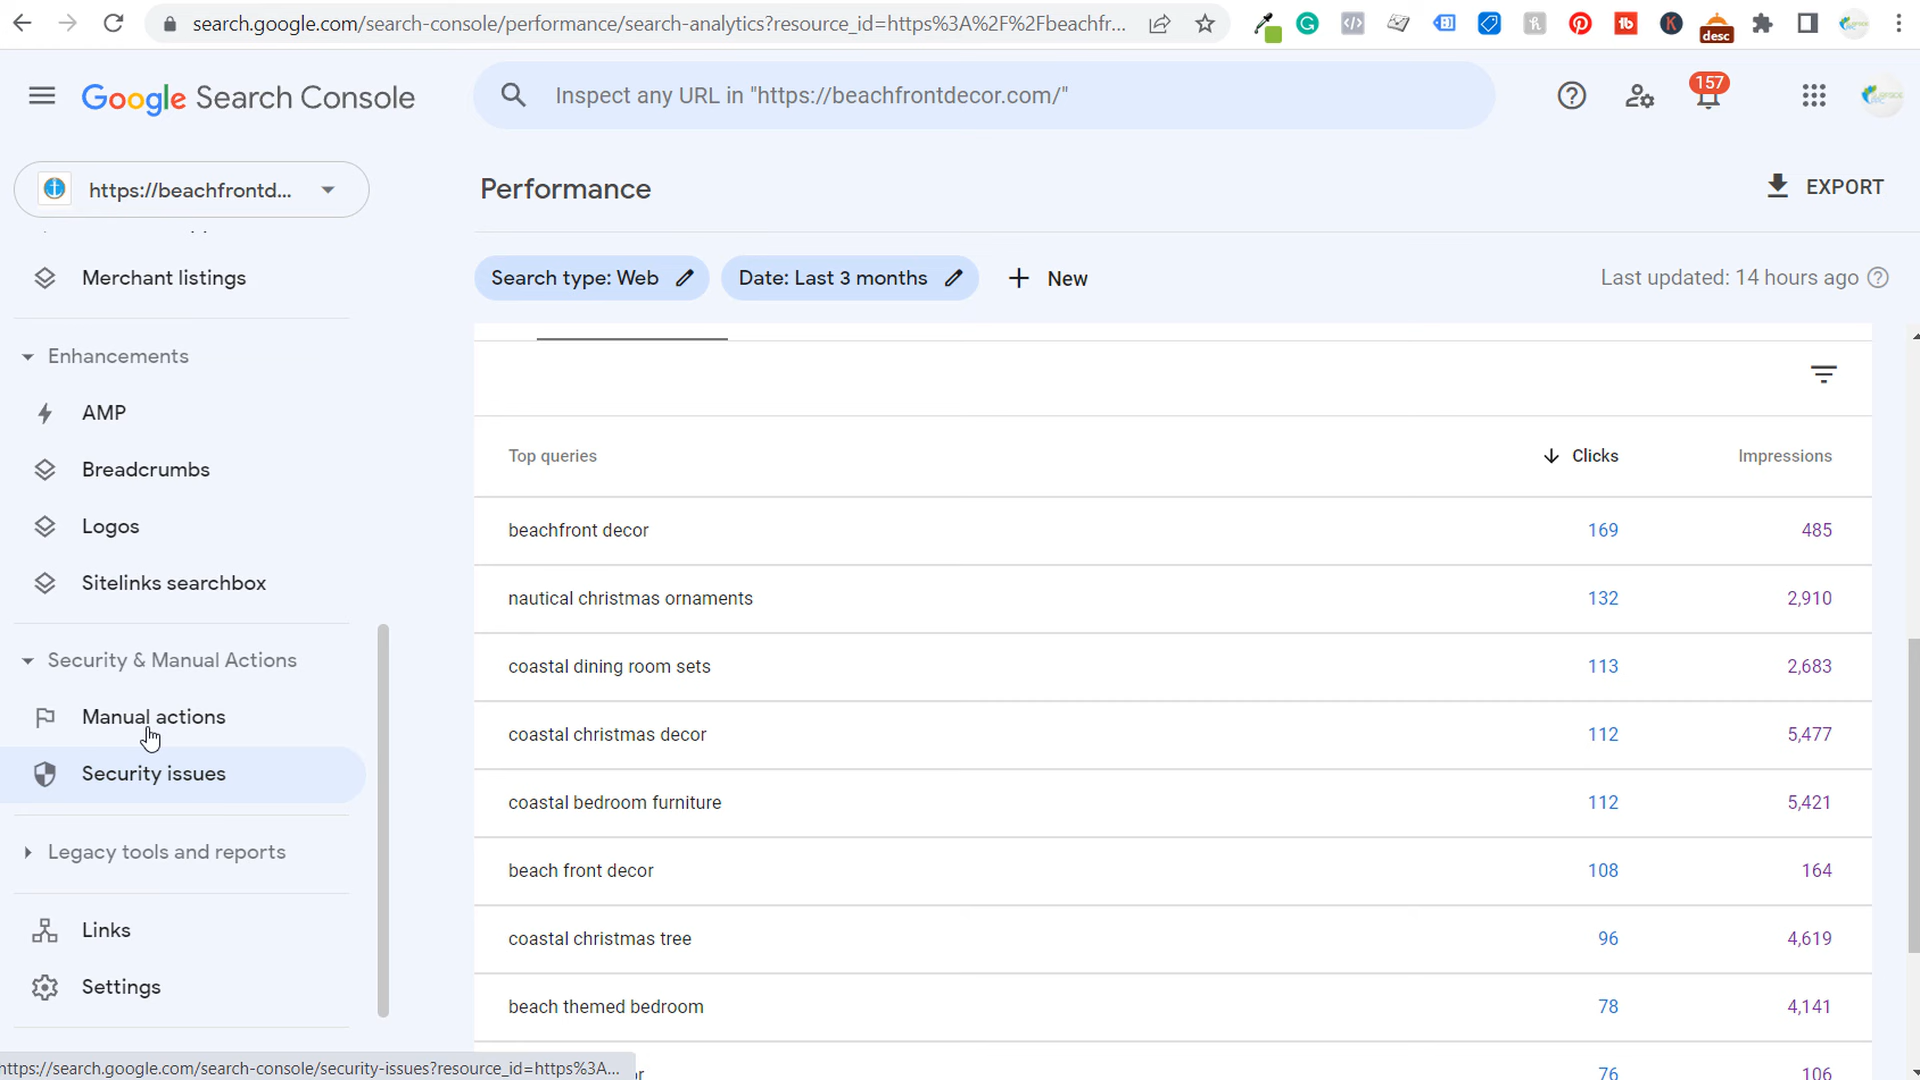 search.google.com/search-console/performance/search-analytics?resource_id=https%3A%2F%2Fbeachfr...
desc
Google Search Console
Inspect any URL in "https://beachfrontdecor.com/"
157
https://beachfrontd...
Performance
EXPORT
Search type: Web
Date: Last 3 months
New
Last updated: 14 hours ago
Merchant listings
Enhancements
AMP
Breadcrumbs
Logos
Sitelinks searchbox
Security & Manual Actions
Manual actions
Security issues
Legacy tools and reports
Links
Settings
Top queries Clicks Impressions
beachfront decor 169 485
nautical christmas ornaments 132 2,910
coastal dining room sets 113 2,683
coastal christmas decor 112 5,477
coastal bedroom furniture 112 5,421
beach front decor 108 164
coastal christmas tree 96 4,619
beach themed bedroom 78 4,141
76 106
https://search.google.com/search-console/security-issues?resource_id=https%3A...